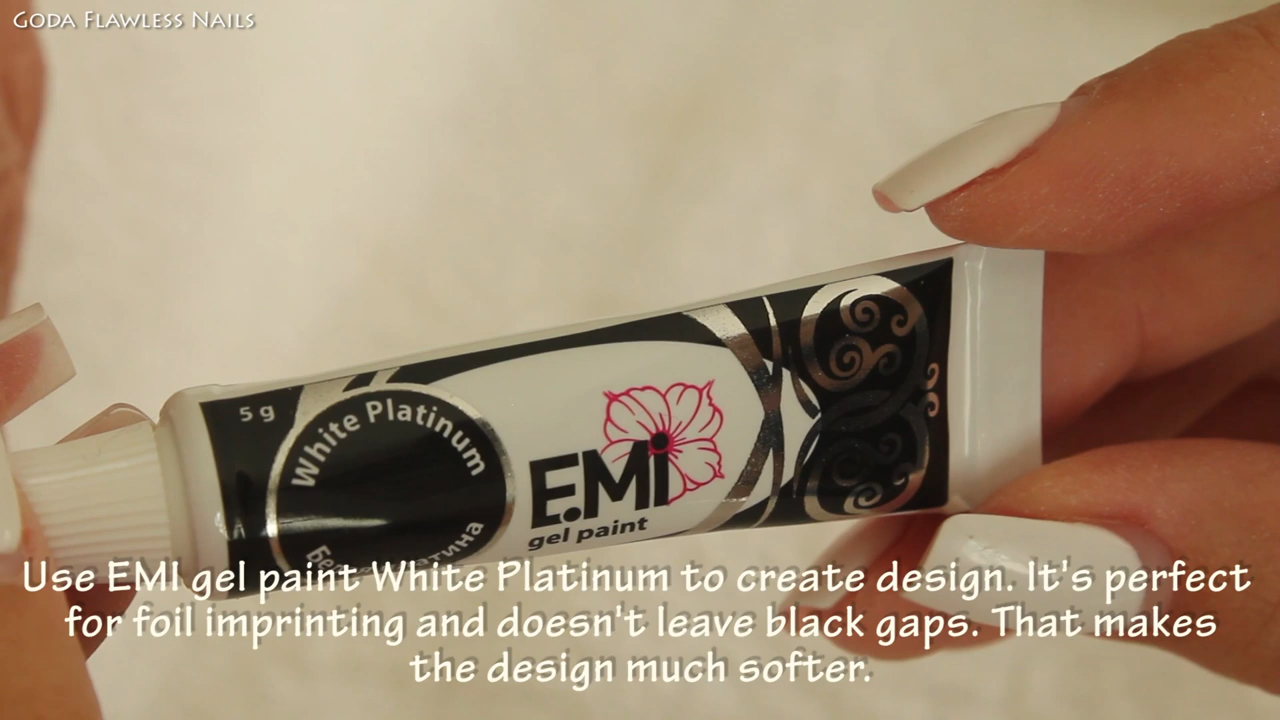 Goda Flawless Nails
5 g
White Platinum
E.MI
gel paint
Use EMI gel paint White Platinum to create design. It's perfect
for foil imprinting and doesn't leave black gaps. That makes
the design much softer.